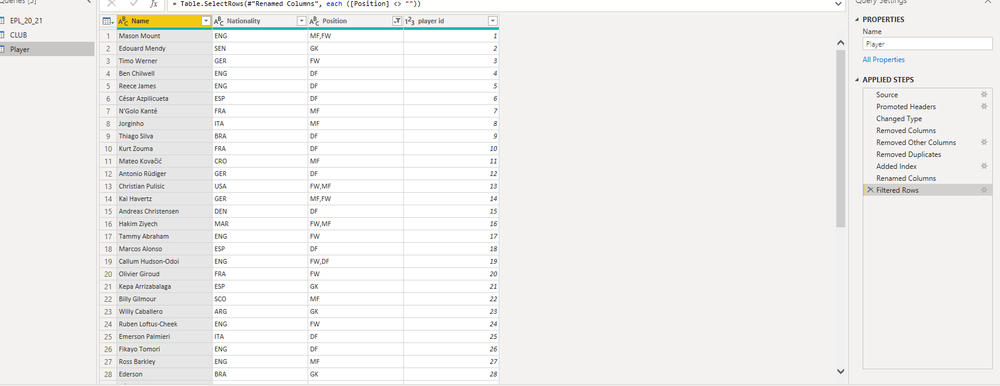 Queries [3]
fx = Table.SelectRows(#"Renamed Columns", each ([Position] <> ""))
Query Settings
EPL_20_21
CLUB
Player
ABC Name ABC Nationality ABC Position 123 player id
1 Mason Mount ENG MF,FW 1
2 Edouard Mendy SEN GK 2
3 Timo Werner GER FW 3
4 Ben Chilwell ENG DF 4
5 Reece James ENG DF 5
6 César Azpilicueta ESP DF 6
7 N'Golo Kanté FRA MF 7
8 Jorginho ITA MF 8
9 Thiago Silva BRA DF 9
10 Kurt Zouma FRA DF 10
11 Mateo Kovačić CRO MF 11
12 Antonio Rüdiger GER DF 12
13 Christian Pulisic USA FW,MF 13
14 Kai Havertz GER MF,FW 14
15 Andreas Christensen DEN DF 15
16 Hakim Ziyech MAR FW,MF 16
17 Tammy Abraham ENG FW 17
18 Marcos Alonso ESP DF 18
19 Callum Hudson-Odoi ENG FW,DF 19
20 Olivier Giroud FRA FW 20
21 Kepa Arrizabalaga ESP GK 21
22 Billy Gilmour SCO MF 22
23 Willy Caballero ARG GK 23
24 Ruben Loftus-Cheek ENG FW 24
25 Emerson Palmieri ITA DF 25
26 Fikayo Tomori ENG DF 26
27 Ross Barkley ENG MF 27
28 Ederson BRA GK 28
PROPERTIES
Name
Player
All Properties
APPLIED STEPS
Source
Promoted Headers
Changed Type
Removed Columns
Removed Other Columns
Removed Duplicates
Added Index
Renamed Columns
Filtered Rows